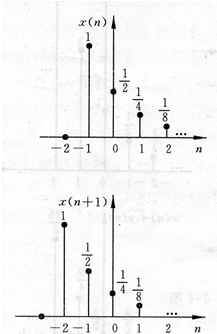 x(n)
1
1/2
1/4
1/8
...
-2 -1 0 1 2 n
x(n+1)
1
1/2
1/4
1/8
...
-2 -1 0 1 2 n